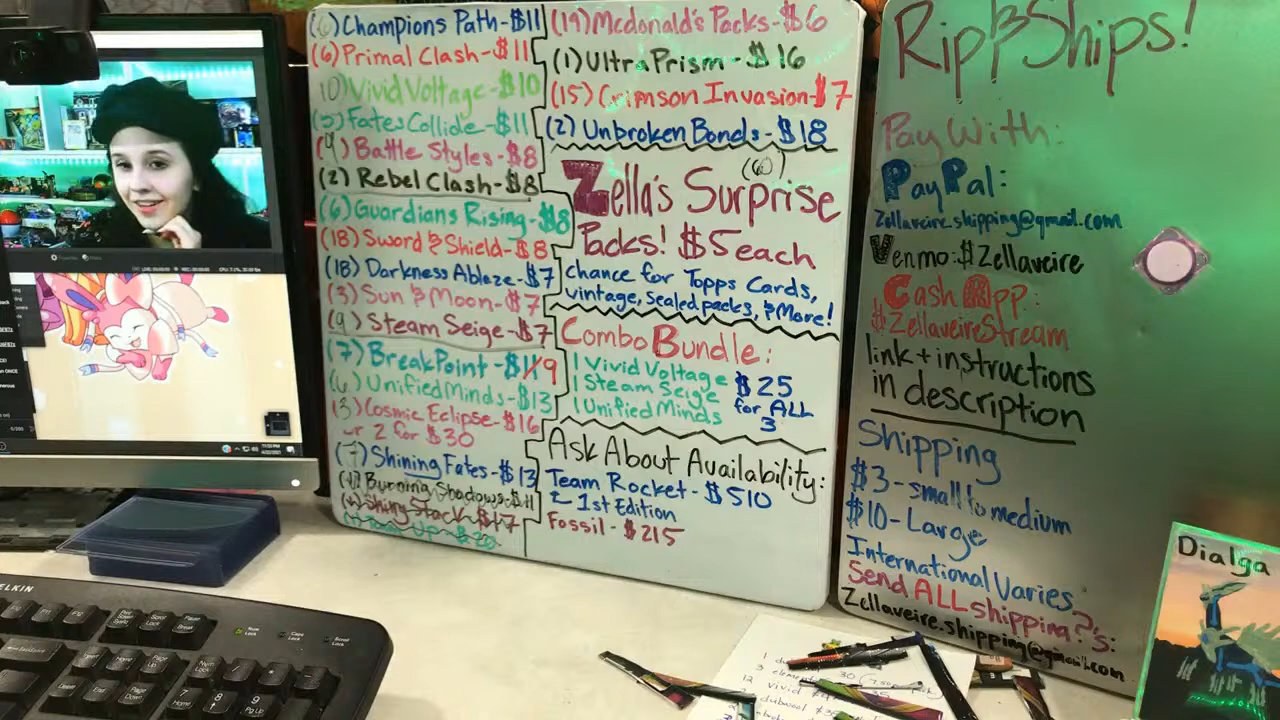 (6) Champions Path-$11
(6) Primal Clash-$11
10) Vivid Voltage-$10
Fates Collide-$11
Battle Styles-$8
(2) Rebel Clash-$8
(6) Guardians Rising-$8
(18) Sword & Shield-$8
(18) Darkness Ablaze-$7
(3) Sun & Moon-$7
(9) Steam Seige-$7
(7) BreakPoint-$11/9
(6) Unified Minds-$13
(3) Cosmic Eclipse-$16
or 2 for $30
(7) Shining Fates-$13
Burning Shadows-$11
Shiny Stack-$17
(19) Mcdonald's Packs-$6
(1) Ultra Prism-$16
(15) Crimson Invasion-$7
(2) Unbroken Bonds-$18
(60)
Zella's Surprise
Packs! $5 each
Chance for Topps Cards,
vintage, sealed packs, & More!
Combo Bundle:
1 Vivid Voltage
1 Steam Seige
1 Unified Minds
$25
for ALL
3
Ask About Availability:
Team Rocket-$510
1st Edition
Fossil-$215
Rip & Ships!
Pay With:
PayPal:
Zellaveire.shipping@gmail.com
Venmo:$Zellaveire
Cash App:
$ZellaveireStream
link + instructions
in description
Shipping
$3-small to medium
$10-Large
International Varies
Send ALL shipping?'s:
Zellaveire.shipping@gmail.com
Dialga